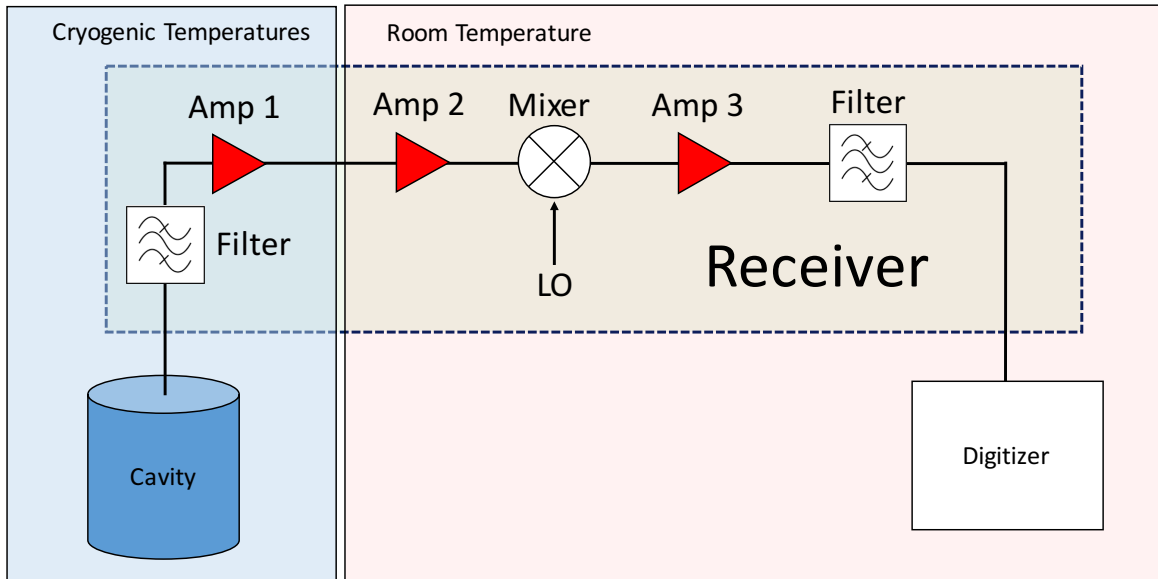 Cryogenic Temperatures
Room Temperature
Amp 1
Amp 2
Mixer
Amp 3
Filter
Filter
LO
Receiver
Cavity
Digitizer